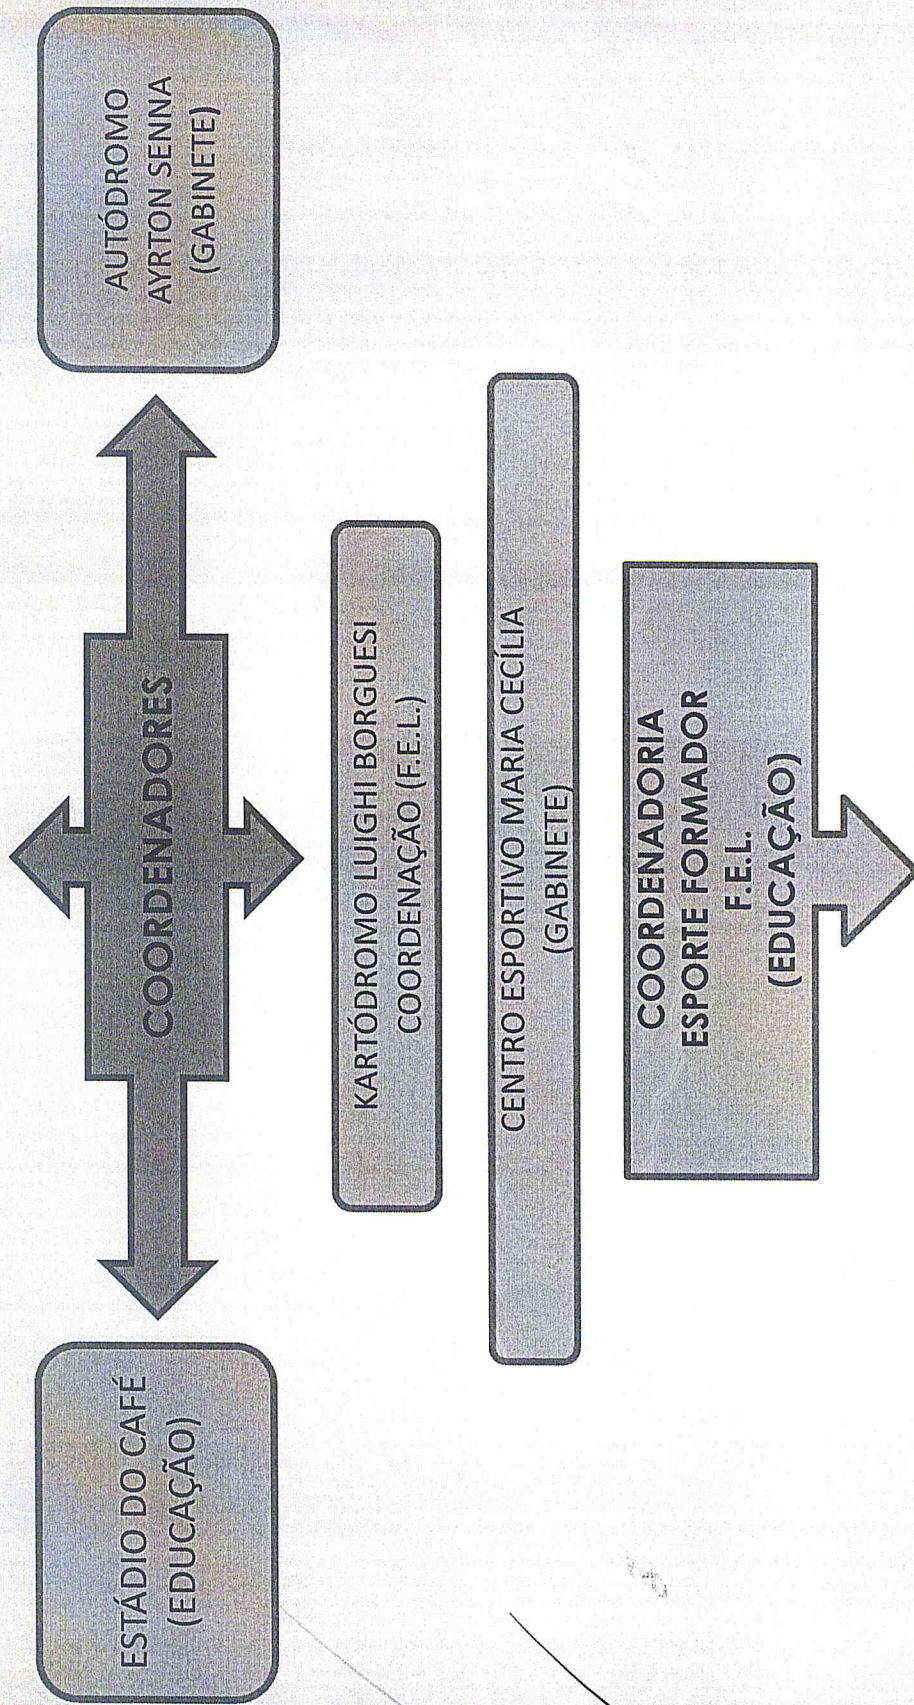 ESTÁDIO DO CAFÉ
(EDUCAÇÃO)
COORDENADORES
AUTÓDROMO
AYRTON SENNA
(GABINETE)
KARTÓDROMO LUIGHI BORGUESI
COORDENAÇÃO (F.E.L.)
CENTRO ESPORTIVO MARIA CECÍLIA
(GABINETE)
COORDENADORIA
ESPORTE FORMADOR
F.E.L.
(EDUCAÇÃO)